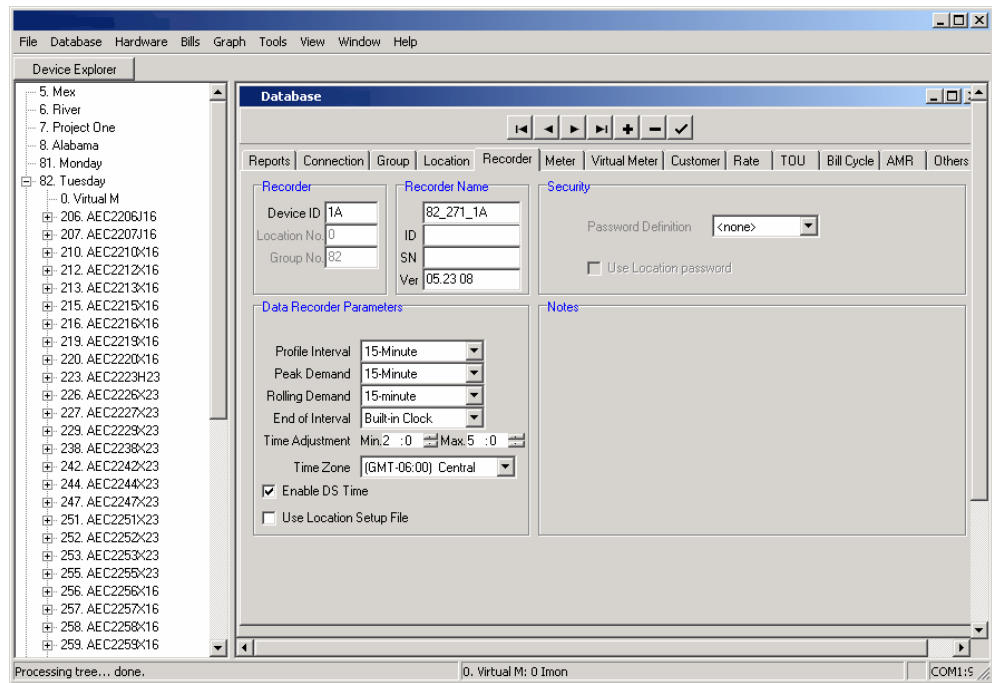 File Database Hardware Bills Graph Tools View Window Help
Device Explorer
5. Mex
6. River
7. Project One
8. Alabama
81. Monday
82. Tuesday
0. Virtual M
206. AEC2206J16
207. AEC2207J16
210. AEC2210X16
212. AEC2212X16
213. AEC2213X16
215. AEC2215X16
216. AEC2216X16
219. AEC2219X16
220. AEC2220X16
223. AEC2223H23
226. AEC2226X23
227. AEC2227X23
229. AEC2229X23
238. AEC2238X23
242. AEC2242X23
244. AEC2244X23
247. AEC2247X23
251. AEC2251X23
252. AEC2252X23
253. AEC2253X23
255. AEC2255X23
256. AEC2256X16
257. AEC2257X16
258. AEC2258X16
259. AEC2259X16
Database
Reports Connection Group Location Recorder Meter Virtual Meter Customer Rate TOU Bill Cycle AMR Others
Recorder
Device ID 1A
Location No. 0
Group No. 82
Recorder Name
82_271_1A
ID
SN
Ver 05.23 08
Security
Password Definition <none>
Use Location password
Data Recorder Parameters
Profile Interval 15-Minute
Peak Demand 15-Minute
Rolling Demand 15-minute
End of Interval Built-in Clock
Time Adjustment Min.2 :0 Max.5 :0
Time Zone (GMT-06:00) Central
Enable DS Time
Use Location Setup File
Notes
Processing tree... done. 0. Virtual M: 0 Imon COM1:9